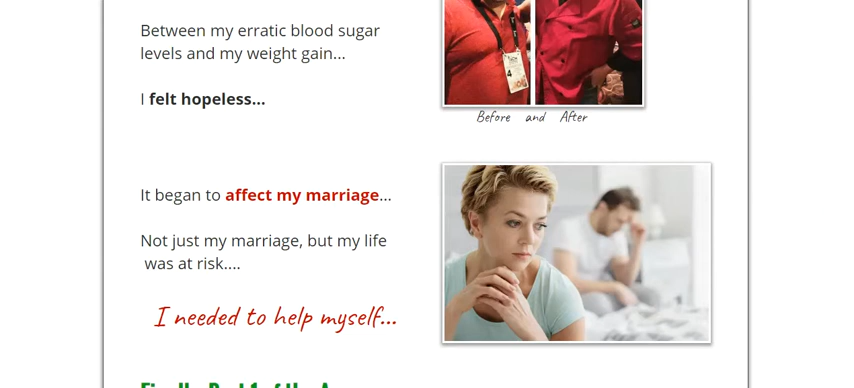 Between my erratic blood sugar
levels and my weight gain...
I felt hopeless...
Before and After
It began to affect my marriage...
Not just my marriage, but my life
was at risk....
I needed to help myself...